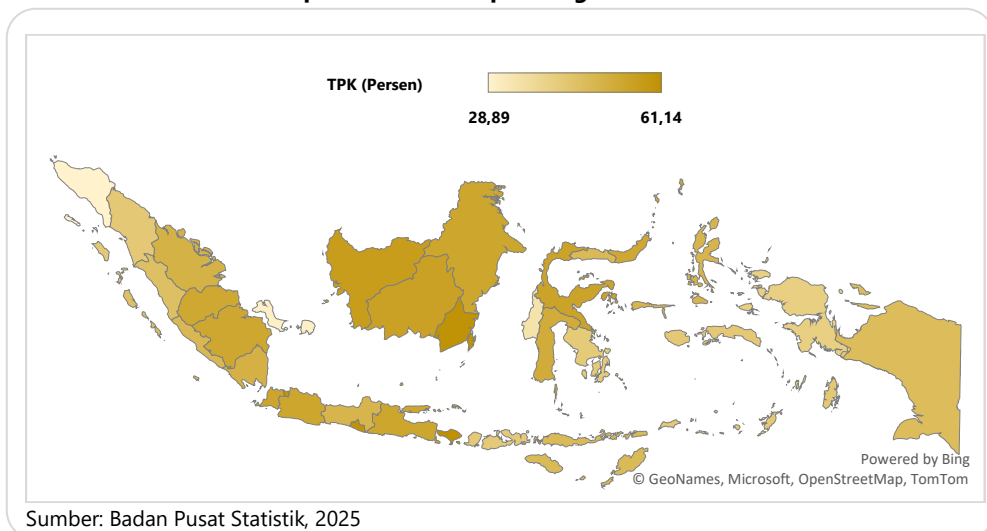 TPK (Persen)
28,89
61,14
Powered by Bing
© GeoNames, Microsoft, OpenStreetMap, TomTom
Sumber: Badan Pusat Statistik, 2025